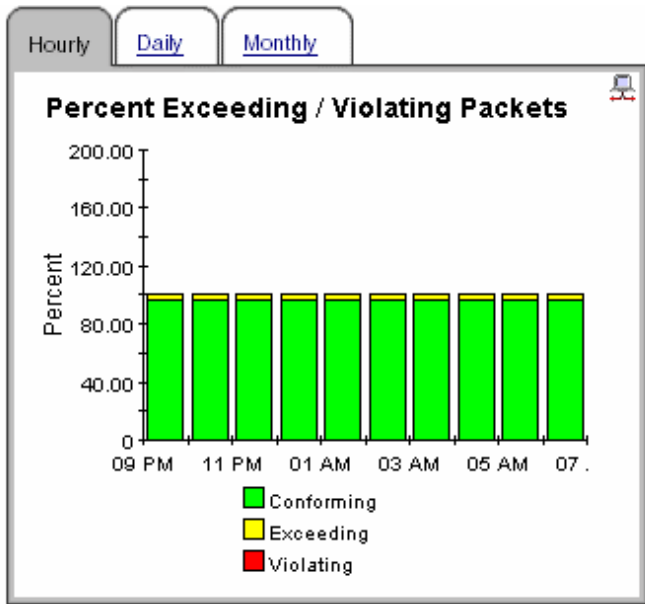 Hourly Daily Monthly
Percent Exceeding / Violating Packets
200.00
160.00
120.00
80.00
40.00
0
Percent
09 PM 11 PM 01 AM 03 AM 05 AM 07 .
Conforming
Exceeding
Violating